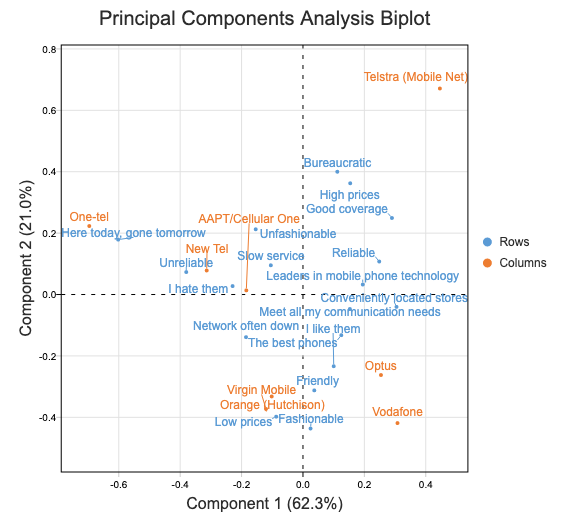 Principal Components Analysis Biplot
0.8
Telstra (Mobile Net)
0.6
Bureaucratic
0.4
High prices
Good coverage
One-tel
AAPT/Cellular One
0.2
Here today, gone tomorrow
Unfashionable
Rows
New Tel
Slow service
Reliable
Unreliable
Columns
Leaders in mobile phone technology
I hate them
0.0
Conveniently located stores
Meet all my communication needs
Network often down
I like them
The best phones
-0.2
Optus
Friendly
Virgin Mobile
Orange (Hutchison)
Vodafone
-0.4
Low prices
Fashionable
Component 2 (21.0%)
-0.6
-0.4
-0.2
0.0
0.2
0.4
Component 1 (62.3%)